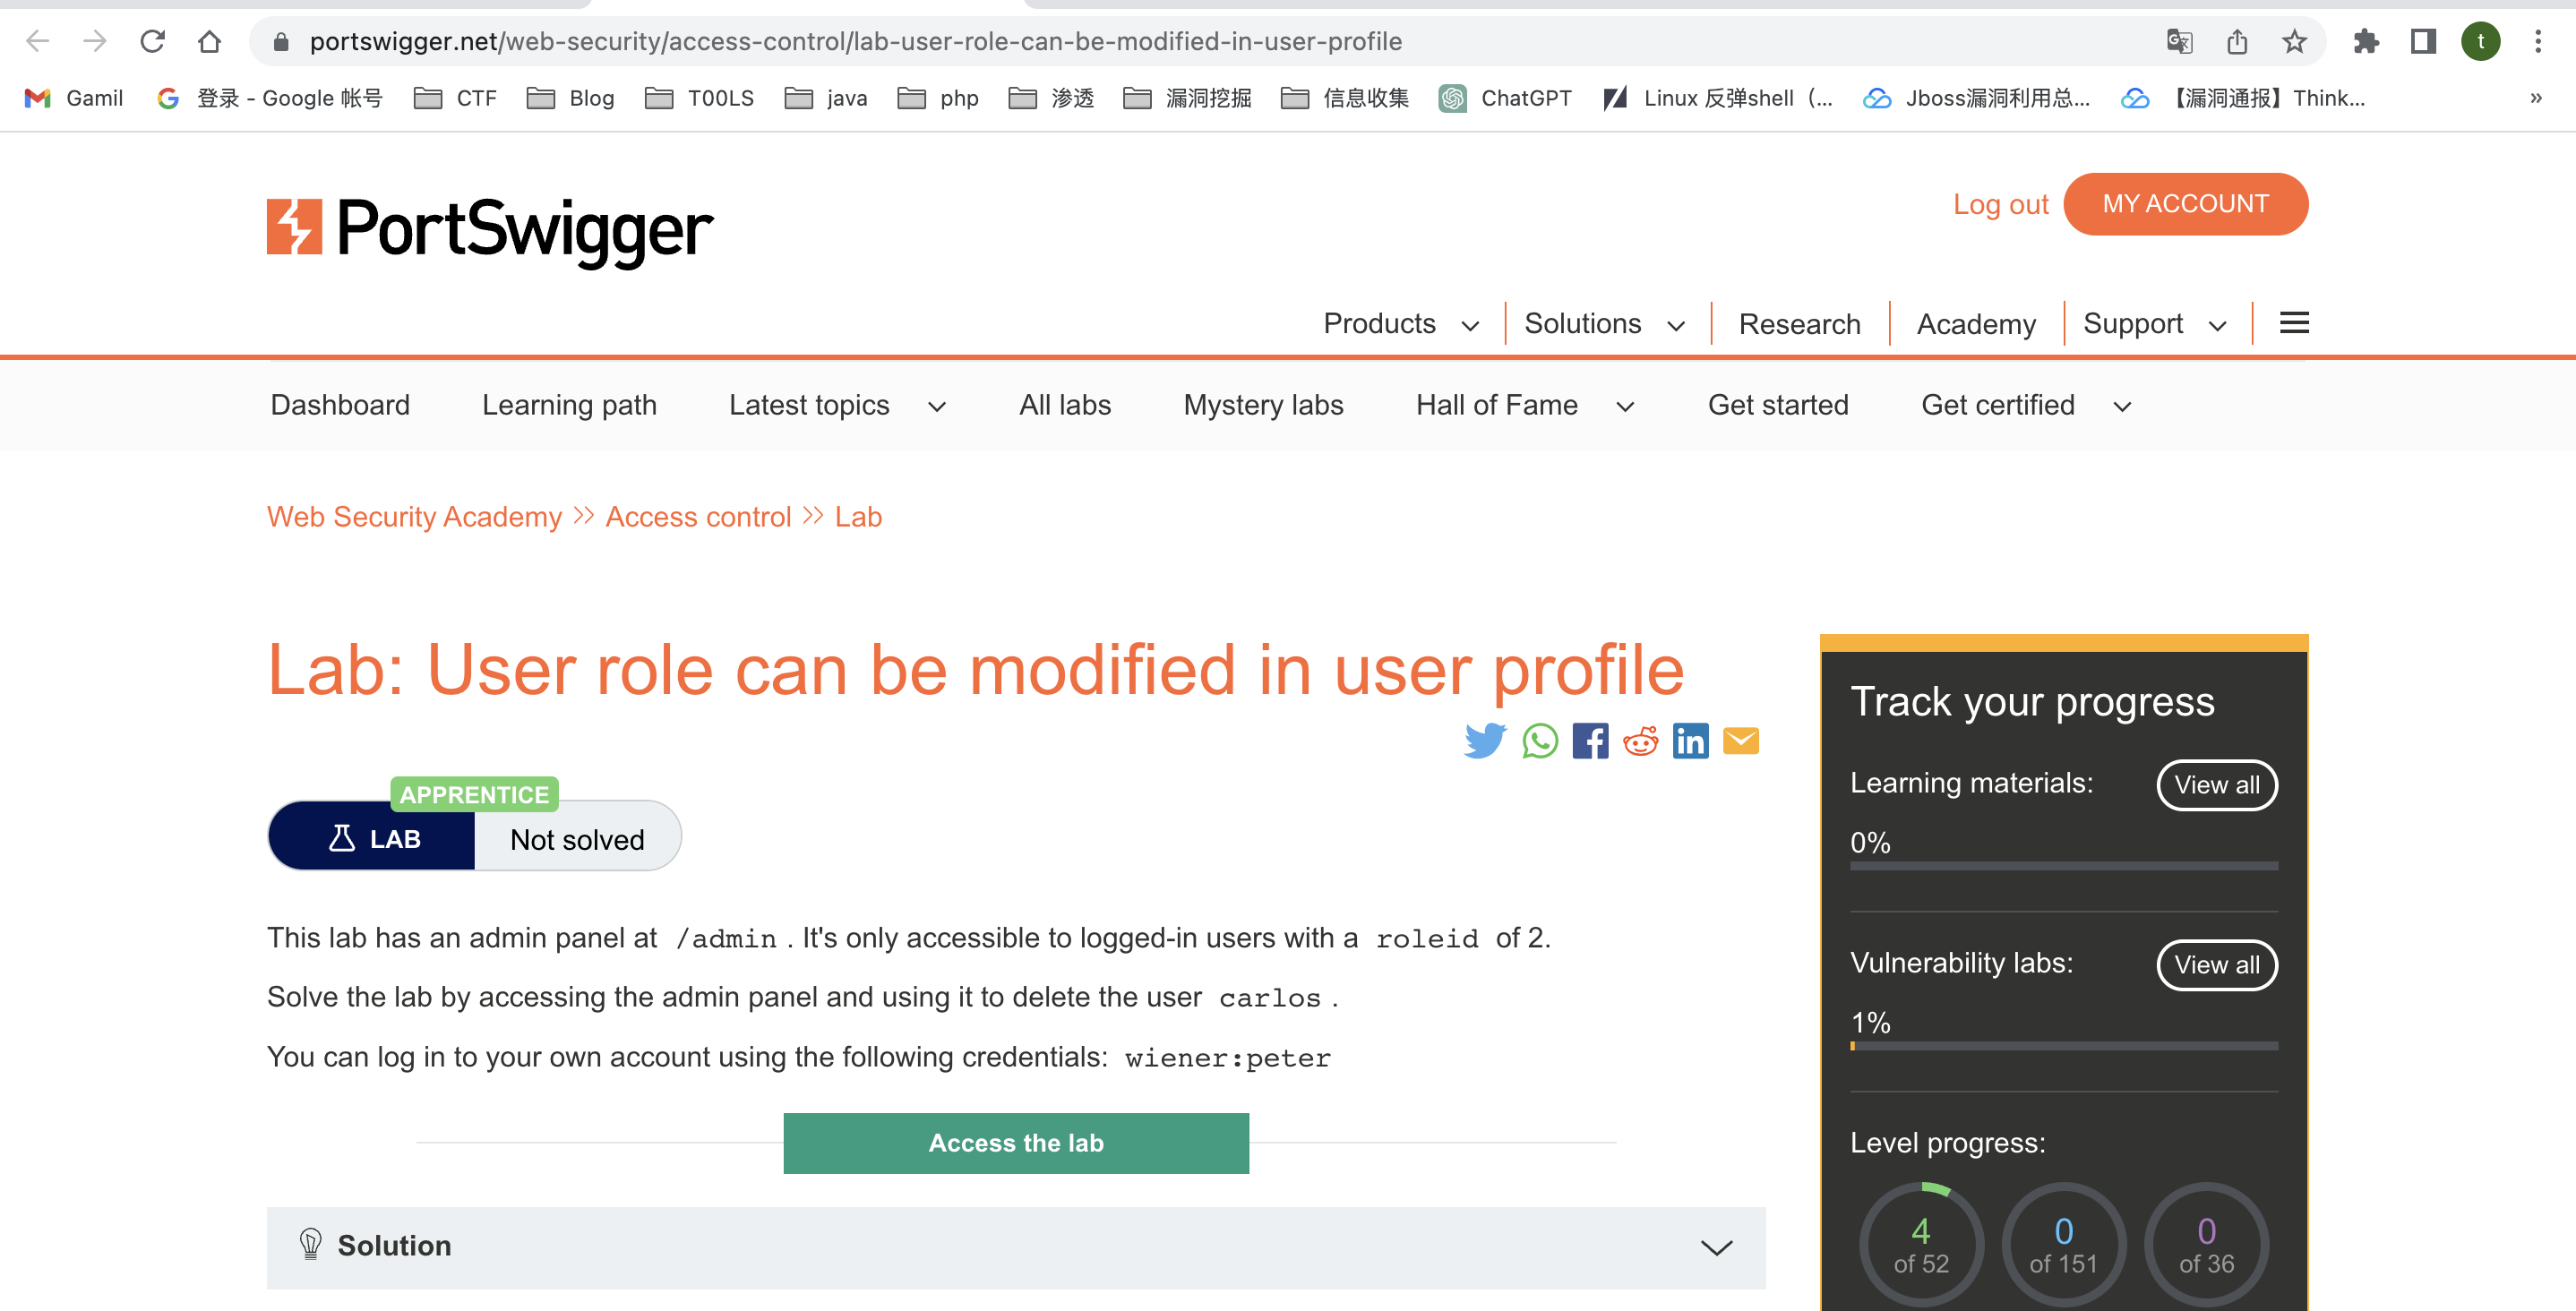 portswigger.net/web-security/access-control/lab-user-role-can-be-modified-in-user-profile
t
Gamil 登录 - Google 帐号 CTF Blog T00LS java php 渗透 漏洞挖掘 信息收集 ChatGPT Linux 反弹shell（... Jboss漏洞利用总... 【漏洞通报】Think... »
PortSwigger
Log out MY ACCOUNT
Products Solutions Research Academy Support
Dashboard Learning path Latest topics All labs Mystery labs Hall of Fame Get started Get certified
Web Security Academy >> Access control >> Lab
Lab: User role can be modified in user profile
APPRENTICE
LAB Not solved
This lab has an admin panel at /admin . It's only accessible to logged-in users with a roleid of 2.
Solve the lab by accessing the admin panel and using it to delete the user carlos .
You can log in to your own account using the following credentials: wiener:peter
Access the lab
Solution
Track your progress
Learning materials: View all
0%
Vulnerability labs: View all
1%
Level progress:
4 0 0
of 52 of 151 of 36